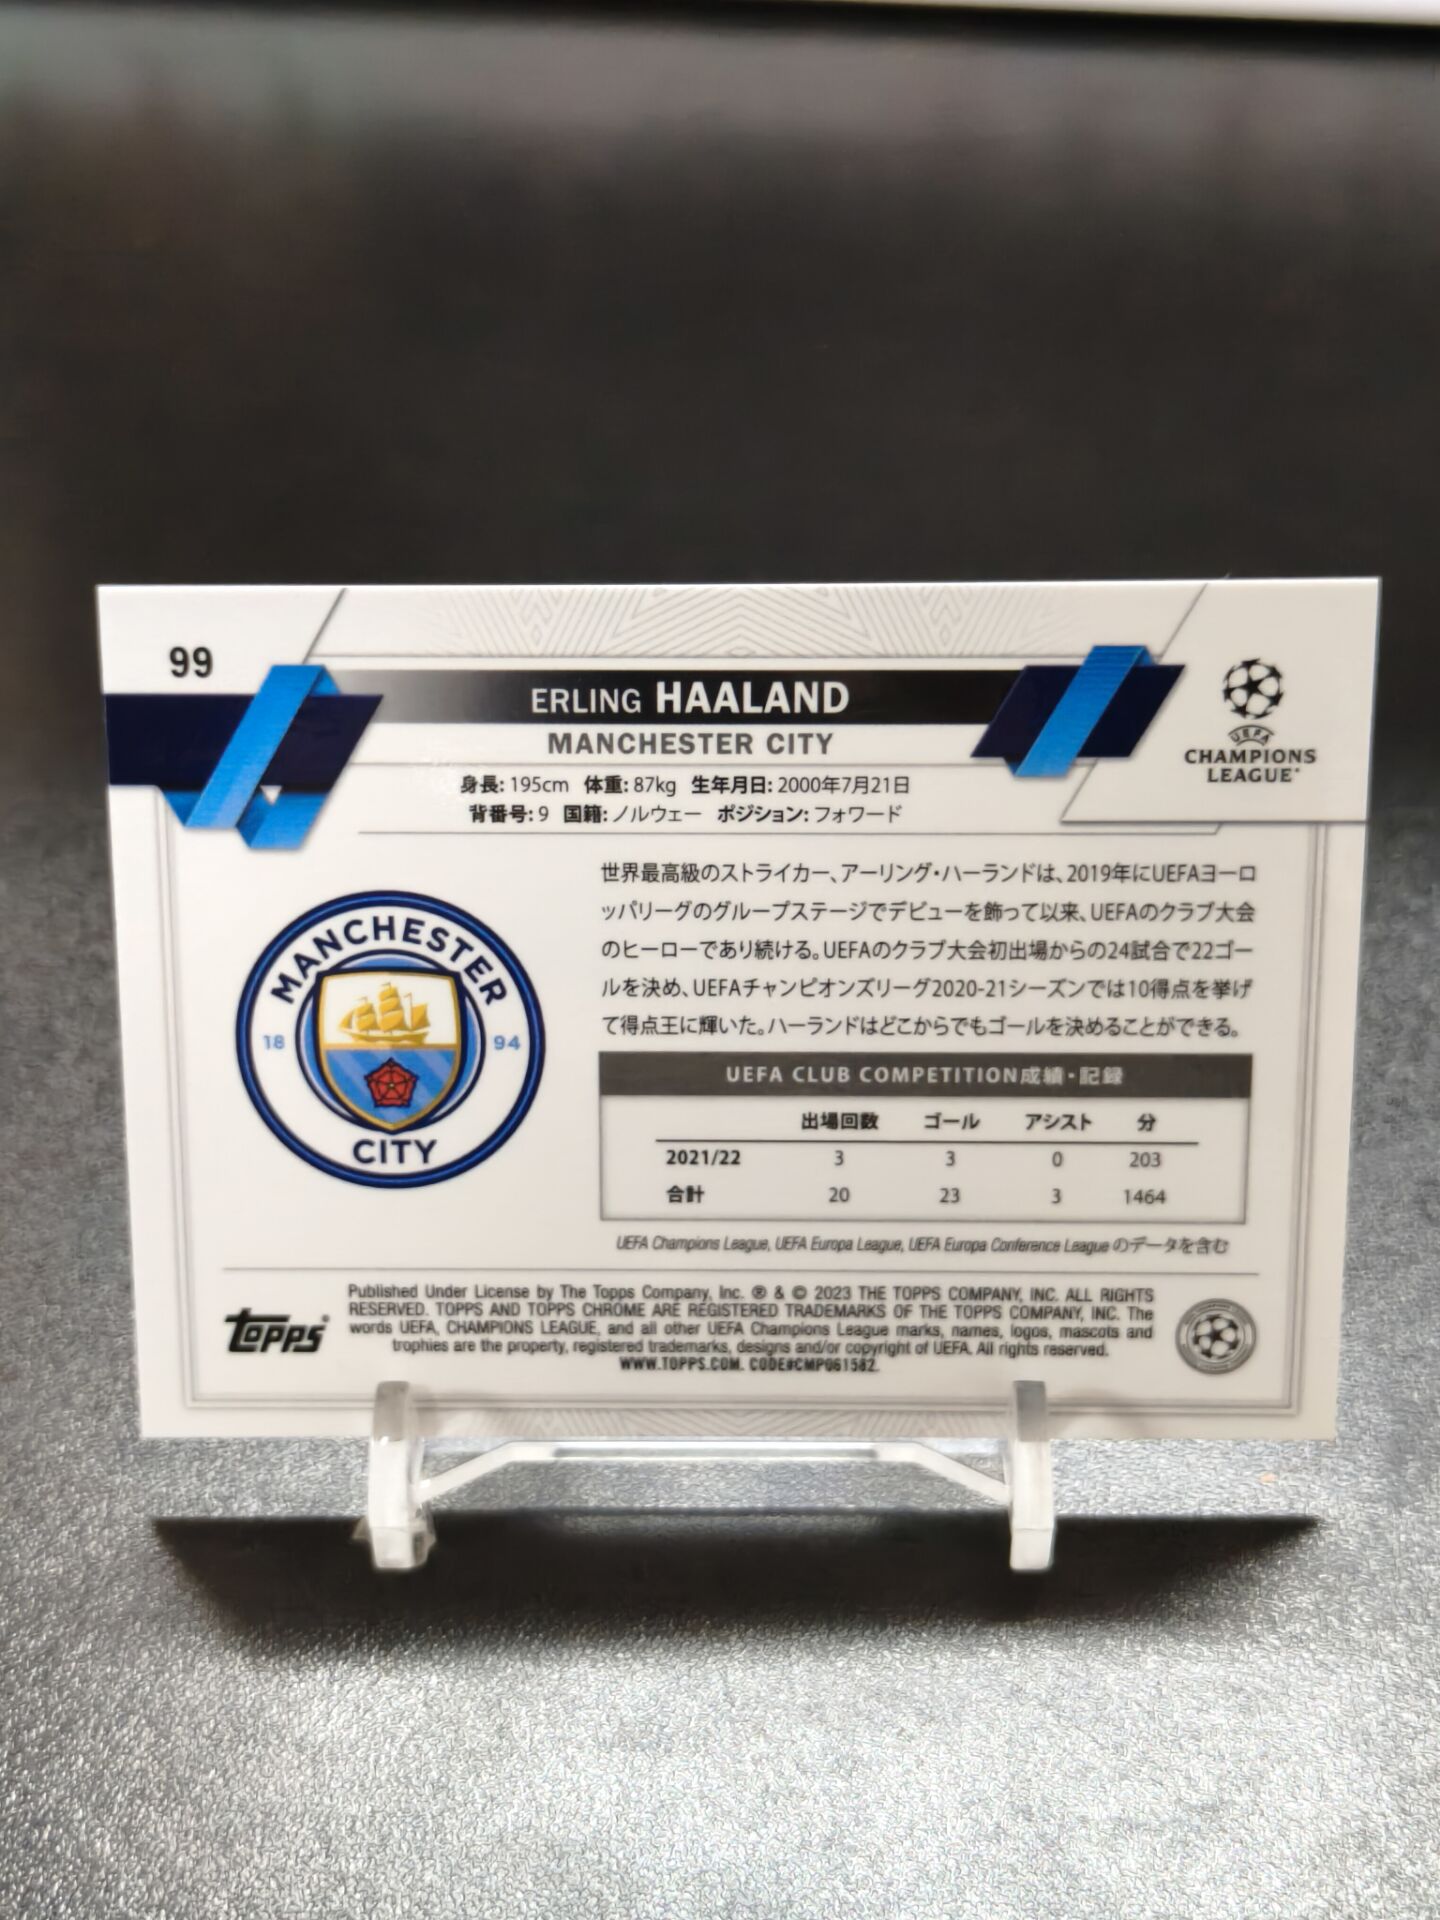 99
ERLING HAALAND
MANCHESTER CITY
身長: 195cm 体重: 87kg 生年月日: 2000年7月21日
背番号: 9 国籍: ノルウェー ポジション: フォワード
UEFA
CHAMPIONS
LEAGUE
世界最高級のストライカー、アーリング・ハーランドは、2019年にUEFAヨーロ
ッパリーグのグループステージでデビューを飾って以来、UEFAのクラブ大会
のヒーローであり続ける。UEFAのクラブ大会初出場からの24試合で22ゴー
ルを決め、UEFAチャンピオンズリーグ2020-21シーズンでは10得点を挙げ
て得点王に輝いた。ハーランドはどこからでもゴールを決めることができる。
MANCHESTER
18 94
CITY
UEFA CLUB COMPETITION成績・記録
出場回数 ゴール アシスト 分
2021/22 3 3 0 203
合計 20 23 3 1464
UEFA Champions League, UEFA Europa League, UEFA Europa Conference League のデータを含む
topps
Published Under License by The Topps Company, Inc. ® & © 2023 THE TOPPS COMPANY, INC. ALL RIGHTS
RESERVED. TOPPS AND TOPPS CHROME ARE REGISTERED TRADEMARKS OF THE TOPPS COMPANY, INC. The
words UEFA, CHAMPIONS LEAGUE, and all other UEFA Champions League marks, names, logos, mascots and
trophies are the property, registered trademarks, designs and/or copyright of UEFA. All rights reserved.
WWW.TOPPS.COM. CODE#CMP061582